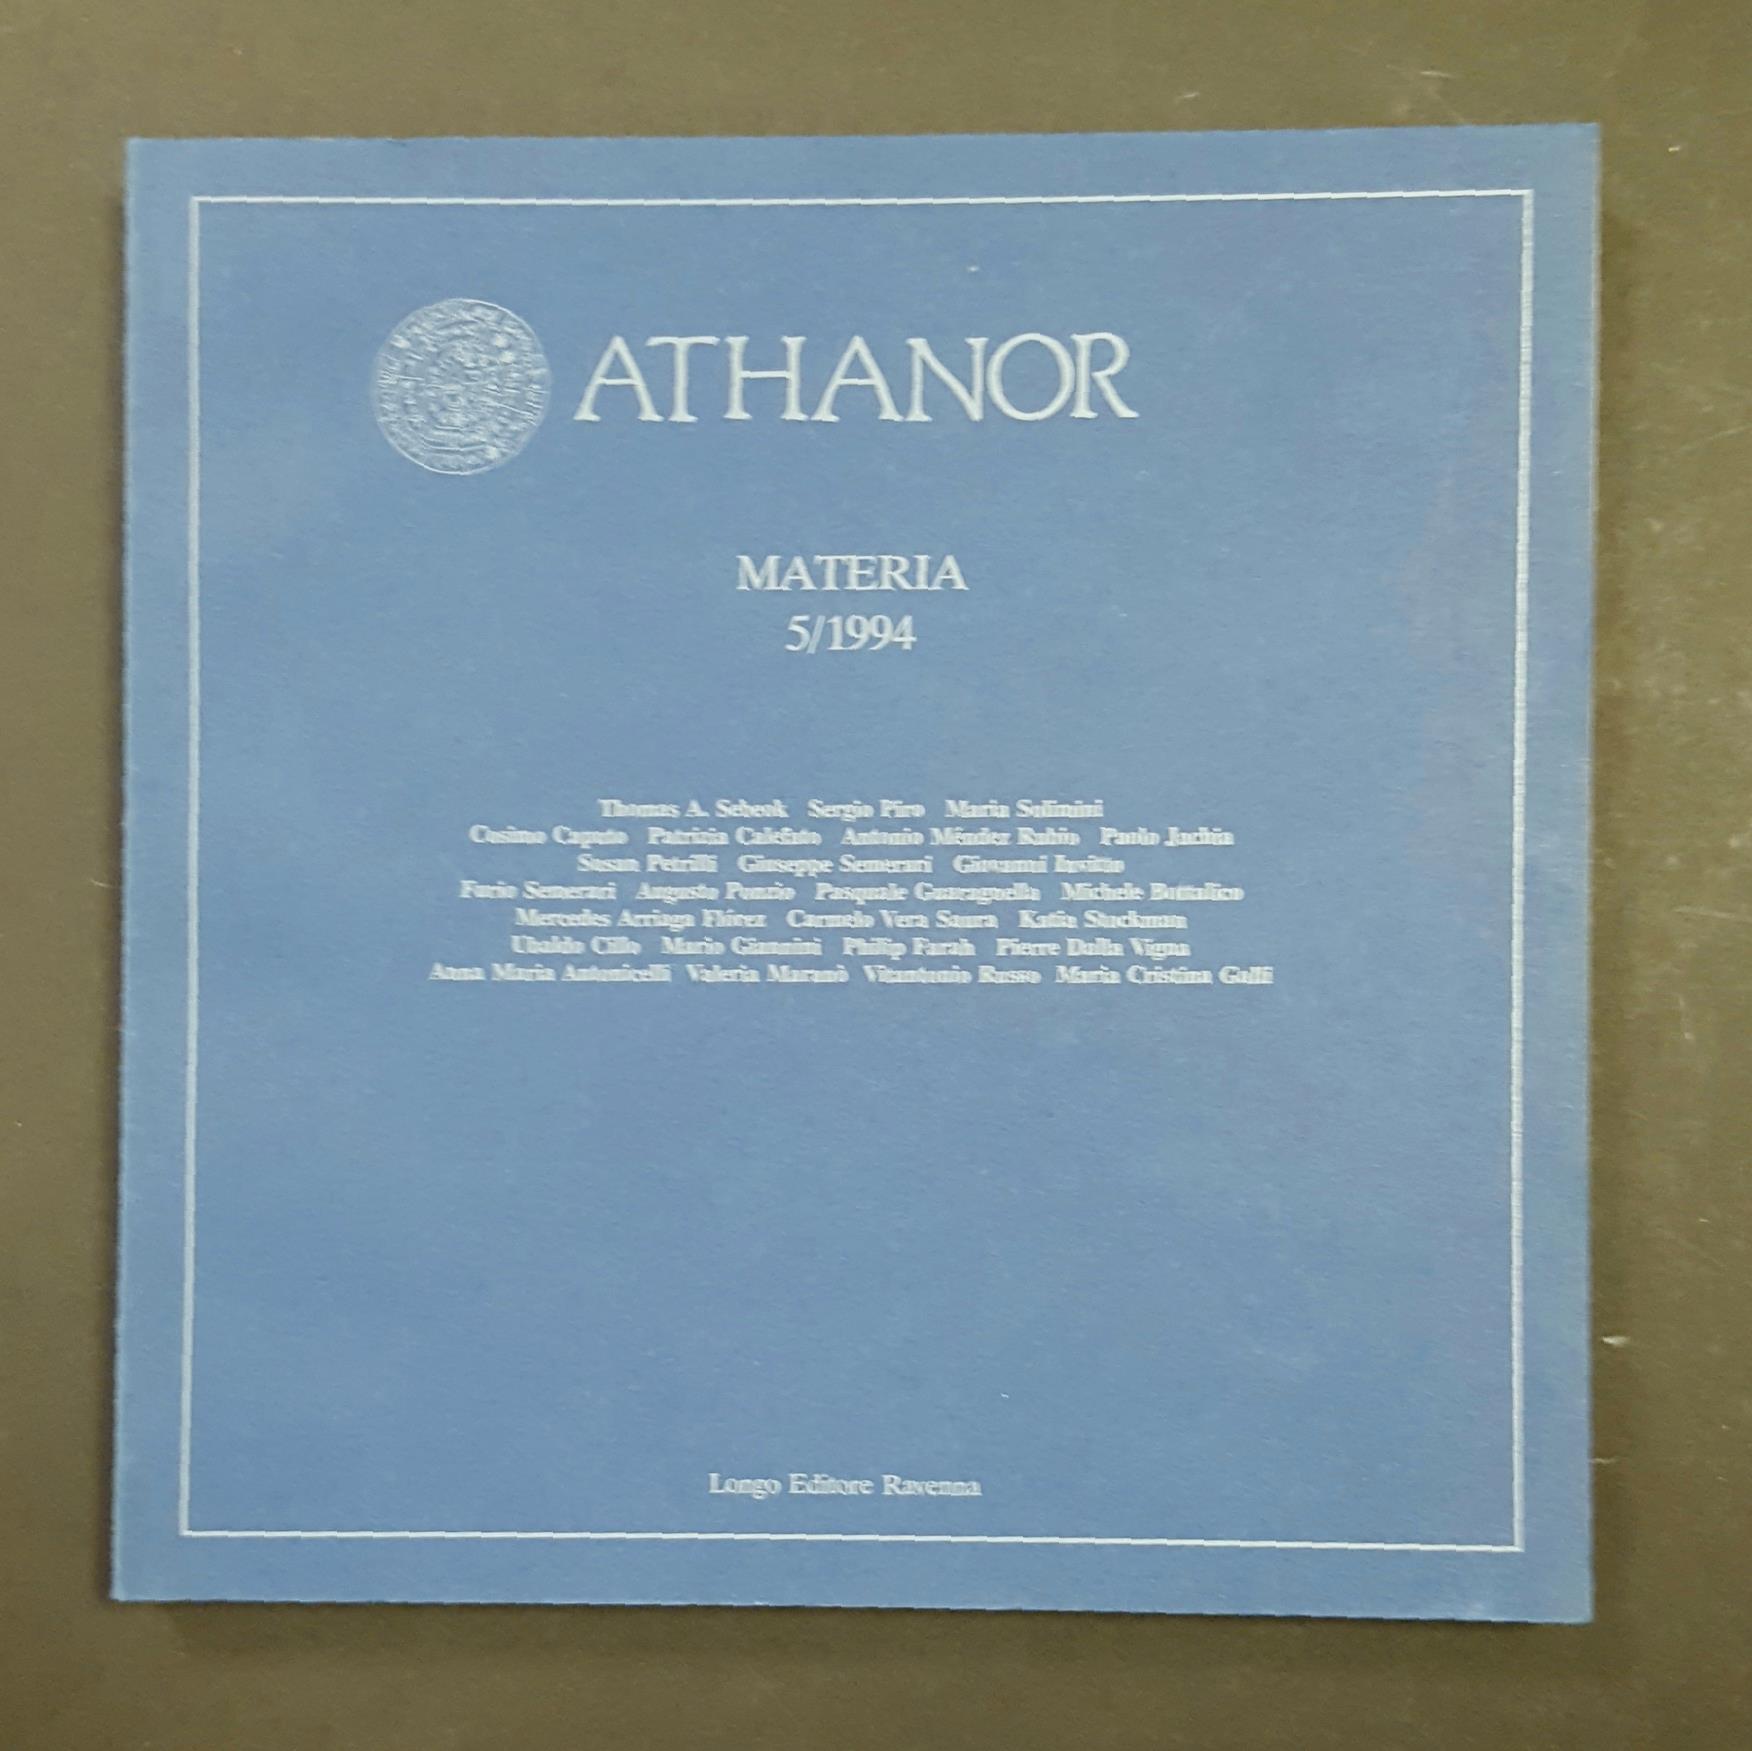 ATHANOR
MATERIA
5/1994
Thomas A. Sebeok Sergio Piro Maria Solimini
Cosimo Caputo Patrizia Calefato Antonio Méndez Rubio Paolo Jachia
Susan Petrilli Giuseppe Semerari Giovanni Invitto
Furio Semerari Augusto Ponzio Pasquale Guaragnella Michele Bottalico
Mercedes Arriaga Flórez Carmelo Vera Saura Katia Stockman
Ubaldo Cillo Mario Giannini Philip Farah Pierre Dalla Vigna
Anna Maria Antonicelli Valeria Maranò Vitantonio Russo Maria Cristina
Longo Editore Ravenna